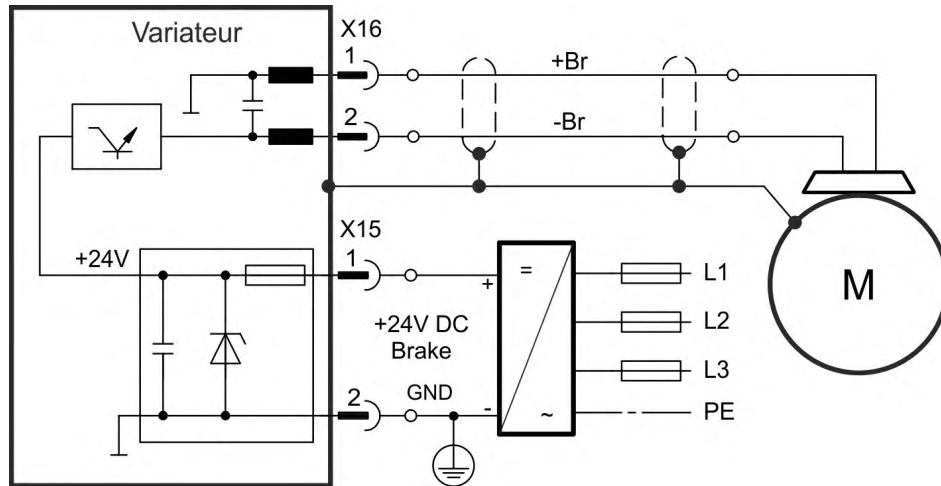 Variateur
X16
1
+Br
2
-Br
X15
+24V
1
+
=
L1
M
+24V DC
Brake
L2
L3
2
GND
-
~
PE